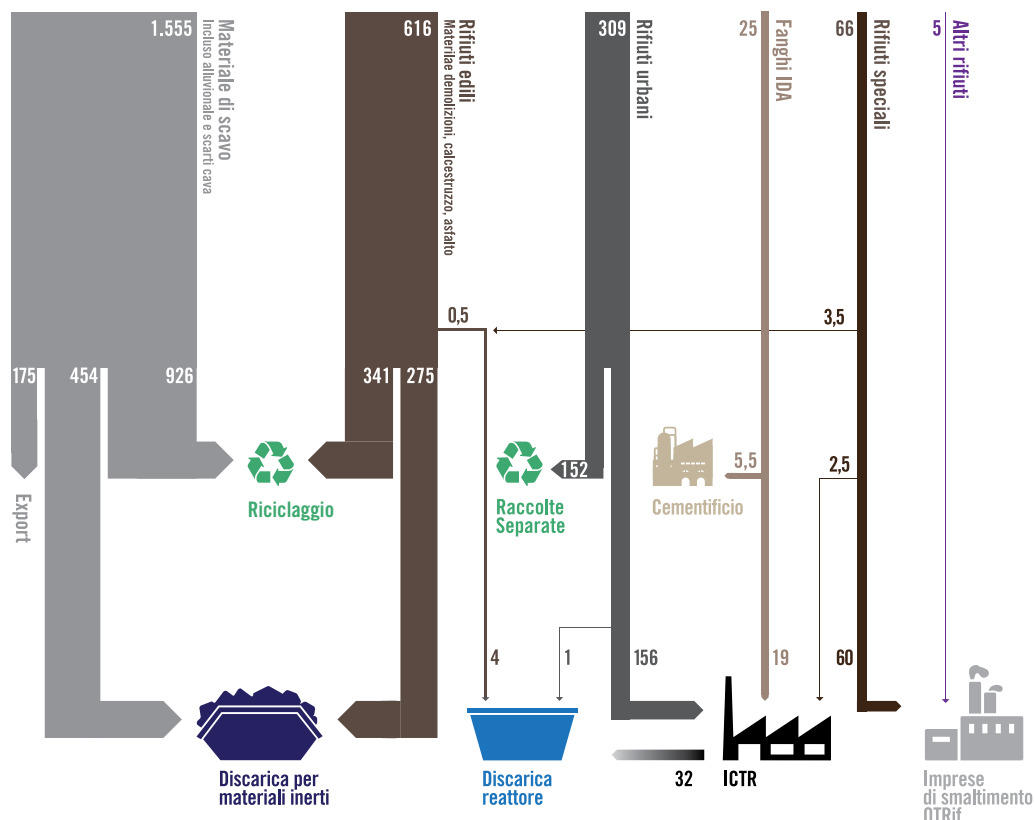 1.555
Materiale di scavo
Incluso alluvionale e scarti cava
616
Rifiuti edili
Materilae demolizioni, calcestruzzo, asfalto
309
Rifiuti urbani
25
Fanghi IDA
66
Rifiuti speciali
5
Altri rifiuti
0,5
3,5
175
454
926
341
275
152
5,5
2,5
Export
Riciclaggio
Raccolte
Separate
Cementificio
4
1
156
19
60
32
ICTR
Discarica per
materiali inerti
Discarica
reattore
Imprese
di smaltimento
OTRif